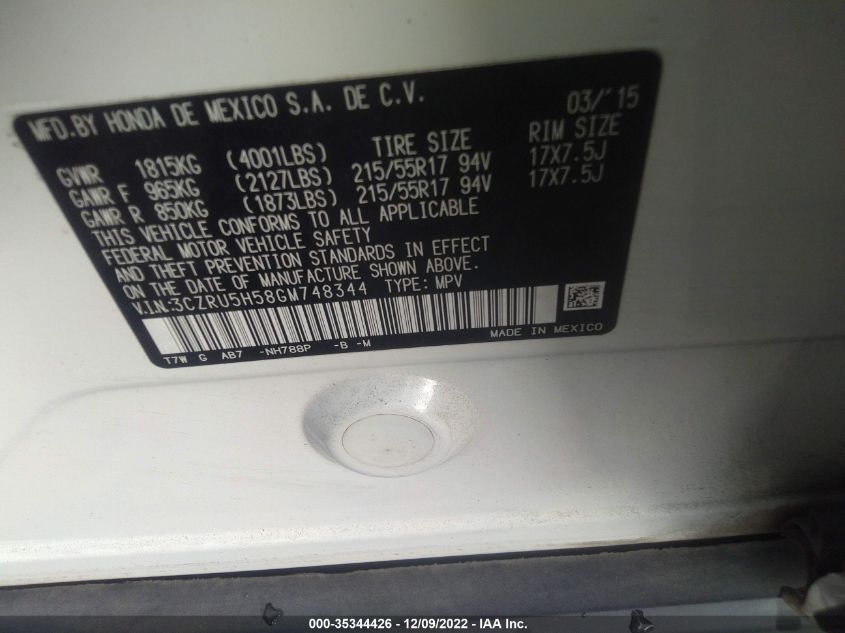 MFD.BY HONDA DE MEXICO S.A. DE C.V. 03/'15
TIRE SIZE RIM SIZE
GVWR 1815KG (4001LBS)
GAWR F 965KG (2127LBS) 215/55R17 94V 17X7.5J
GAWR R 850KG (1873LBS) 215/55R17 94V 17X7.5J
THIS VEHICLE CONFORMS TO ALL APPLICABLE
FEDERAL MOTOR VEHICLE SAFETY
AND THEFT PREVENTION STANDARDS IN EFFECT
ON THE DATE OF MANUFACTURE SHOWN ABOVE.
V.I.N:3CZRU5H58GM748344 TYPE: MPV
MADE IN MEXICO
T7W G AB7 -NH788P -B -M
000-35344426 - 12/09/2022 - IAA Inc.